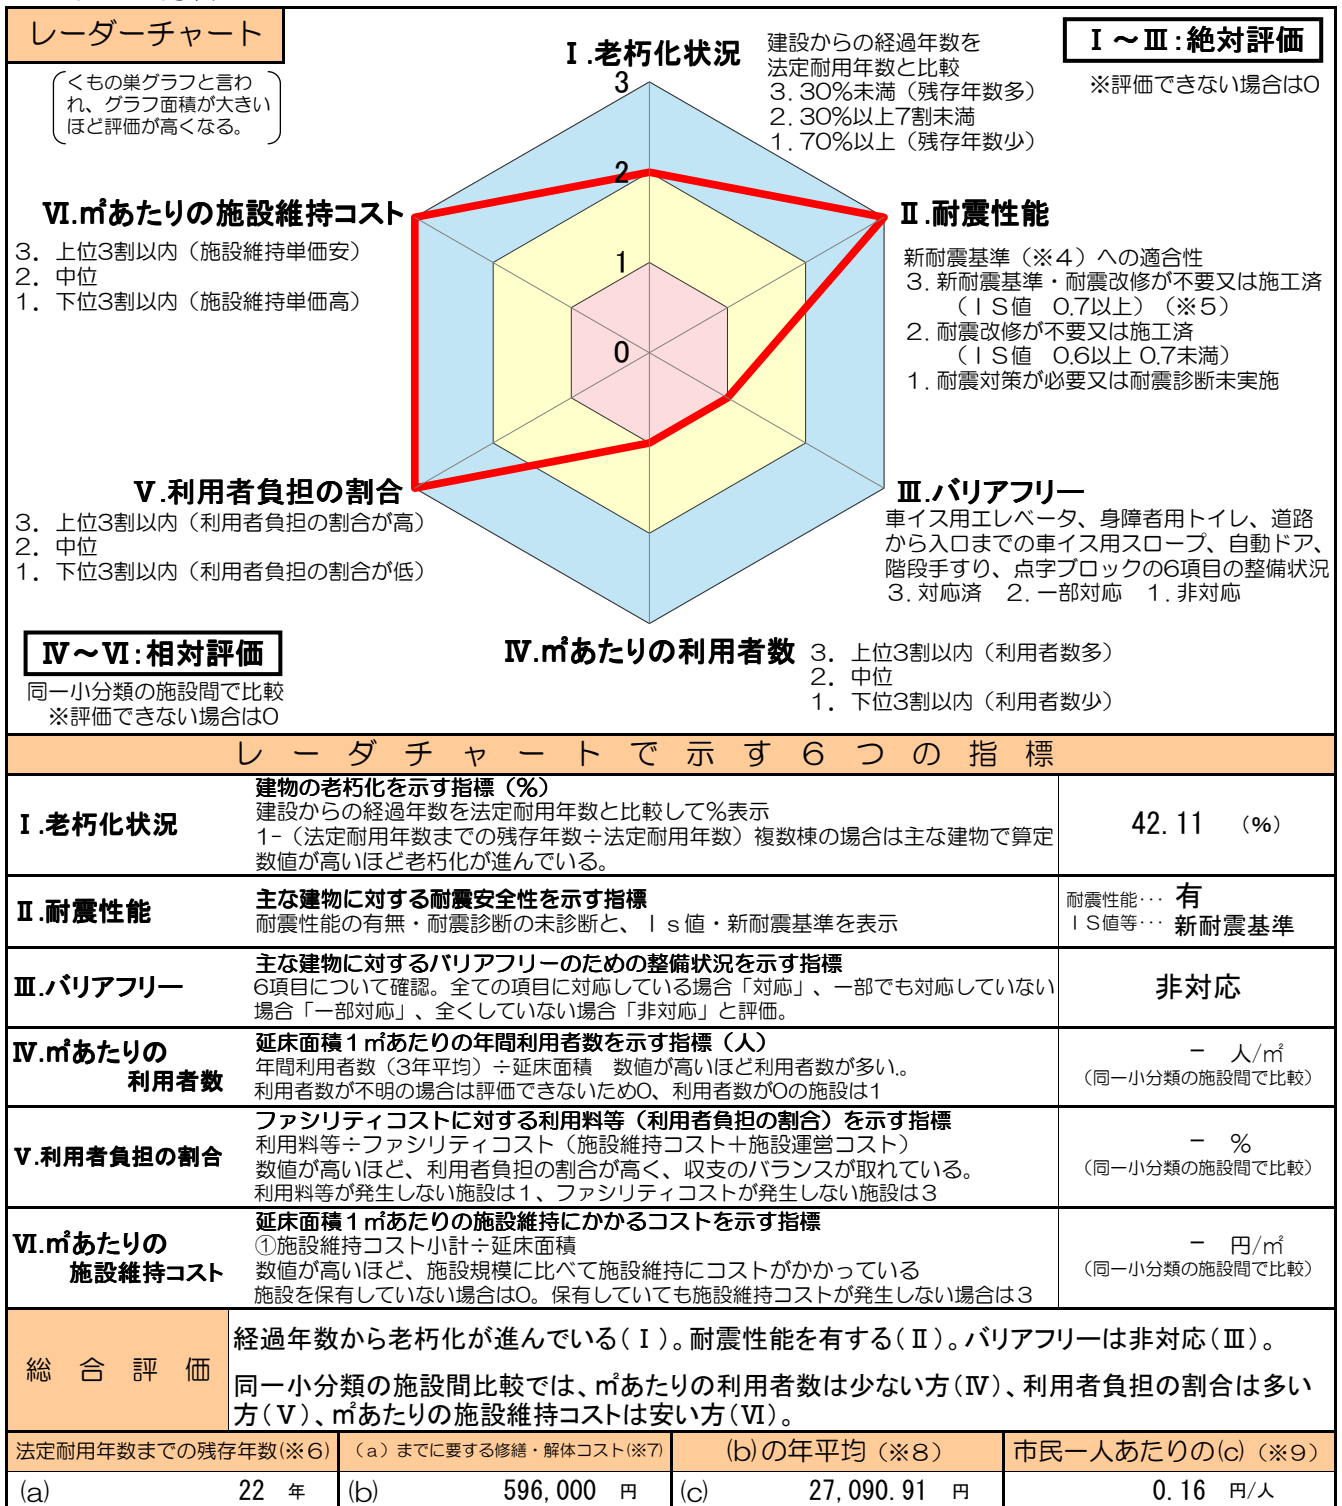 レーダーチャート
くもの巣グラフと言わ
れ、グラフ面積が大きい
ほど評価が高くなる。
Ⅰ.老朽化状況
建設からの経過年数を
法定耐用年数と比較
3. 30%未満（残存年数多）
2. 30%以上7割未満
1. 70%以上（残存年数少）
Ⅰ～Ⅲ:絶対評価
※評価できない場合は0
3
2
1
0
Ⅵ.㎡あたりの施設維持コスト
3. 上位3割以内（施設維持単価安）
2. 中位
1. 下位3割以内（施設維持単価高）
Ⅱ.耐震性能
新耐震基準（※4）への適合性
3. 新耐震基準・耐震改修が不要又は施工済
（ＩＳ値　0.7以上）（※5）
2. 耐震改修が不要又は施工済
（ＩＳ値　0.6以上 0.7未満）
1. 耐震対策が必要又は耐震診断未実施
Ⅴ.利用者負担の割合
3. 上位3割以内（利用者負担の割合が高）
2. 中位
1. 下位3割以内（利用者負担の割合が低）
Ⅲ.バリアフリー
車イス用エレベータ、身障者用トイレ、道路
から入口までの車イス用スロープ、自動ドア、
階段手すり、点字ブロックの6項目の整備状況
3. 対応済　2. 一部対応　1. 非対応
Ⅳ～Ⅵ:相対評価
同一小分類の施設間で比較
※評価できない場合は0
Ⅳ.㎡あたりの利用者数
3. 上位3割以内（利用者数多）
2. 中位
1. 下位3割以内（利用者数少）
レーダチャートで示す6つの指標
Ⅰ.老朽化状況
建物の老朽化を示す指標（%）
建設からの経過年数を法定耐用年数と比較して%表示
1-（法定耐用年数までの残存年数÷法定耐用年数）複数棟の場合は主な建物で算定
数値が高いほど老朽化が進んでいる。
42.11 （%）
Ⅱ.耐震性能
主な建物に対する耐震安全性を示す指標
耐震性能の有無・耐震診断の未診断と、Ｉｓ値・新耐震基準を表示
耐震性能… 有
ＩＳ値等… 新耐震基準
Ⅲ.バリアフリー
主な建物に対するバリアフリーのための整備状況を示す指標
6項目について確認。全ての項目に対応している場合「対応」、一部でも対応していない
場合「一部対応」、全くしていない場合「非対応」と評価。
非対応
Ⅳ.㎡あたりの
利用者数
延床面積１㎡あたりの年間利用者数を示す指標（人）
年間利用者数（3年平均）÷延床面積　数値が高いほど利用者数が多い。
利用者数が不明の場合は評価できないため0、利用者数が0の施設は1
－ 人/㎡
（同一小分類の施設間で比較）
Ⅴ.利用者負担の割合
ファシリティコストに対する利用料等（利用者負担の割合）を示す指標
利用料等÷ファシリティコスト（施設維持コスト＋施設運営コスト）
数値が高いほど、利用者負担の割合が高く、収支のバランスが取れている。
利用料等が発生しない施設は１、ファシリティコストが発生しない施設は３
－ %
（同一小分類の施設間で比較）
Ⅵ.㎡あたりの
施設維持コスト
延床面積１㎡あたりの施設維持にかかるコストを示す指標
①施設維持コスト小計÷延床面積
数値が高いほど、施設規模に比べて施設維持にコストがかかっている
施設を保有していない場合は0。保有していても施設維持コストが発生しない場合は３
－ 円/㎡
（同一小分類の施設間で比較）
総合評価
経過年数から老朽化が進んでいる(Ⅰ)。耐震性能を有する(Ⅱ)。バリアフリーは非対応(Ⅲ)。
同一小分類の施設間比較では、㎡あたりの利用者数は少ない方(Ⅳ)、利用者負担の割合は多い
方(Ⅴ)、㎡あたりの施設維持コストは安い方(Ⅵ)。
法定耐用年数までの残存年数(※6)
（a）までに要する修繕・解体コスト(※7)
(b)の年平均（※8）
市民一人あたりの(c)（※9）
(a) 22 年
(b) 596,000 円
(c) 27,090.91 円
0.16 円/人